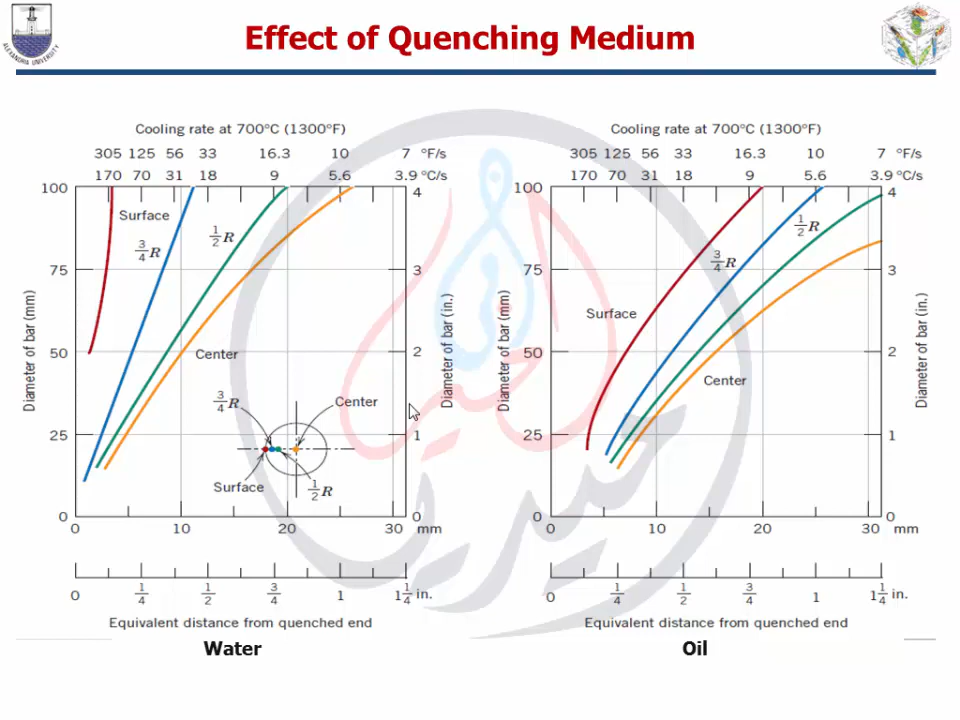 ALEXANDRIA UNIVERSITY
Effect of Quenching Medium
Cooling rate at 700°C (1300°F)
305 125 56 33 16.3 10 7 °F/s
170 70 31 18 9 5.6 3.9 °C/s
100
75
50
25
0
4
3
2
1
0
Diameter of bar (mm)
Diameter of bar (in.)
Surface
3/4 R
1/2 R
Center
3/4 R
Center
Surface
1/2 R
0 10 20 30 mm
0 1/4 1/2 3/4 1 1 1/4 in.
Equivalent distance from quenched end
Water
Cooling rate at 700°C (1300°F)
305 125 56 33 16.3 10 7 °F/s
170 70 31 18 9 5.6 3.9 °C/s
100
75
50
25
0
4
3
2
1
0
Diameter of bar (mm)
Diameter of bar (in.)
1/2 R
3/4 R
Surface
Center
0 10 20 30 mm
0 1/4 1/2 3/4 1 1 1/4 in.
Equivalent distance from quenched end
Oil